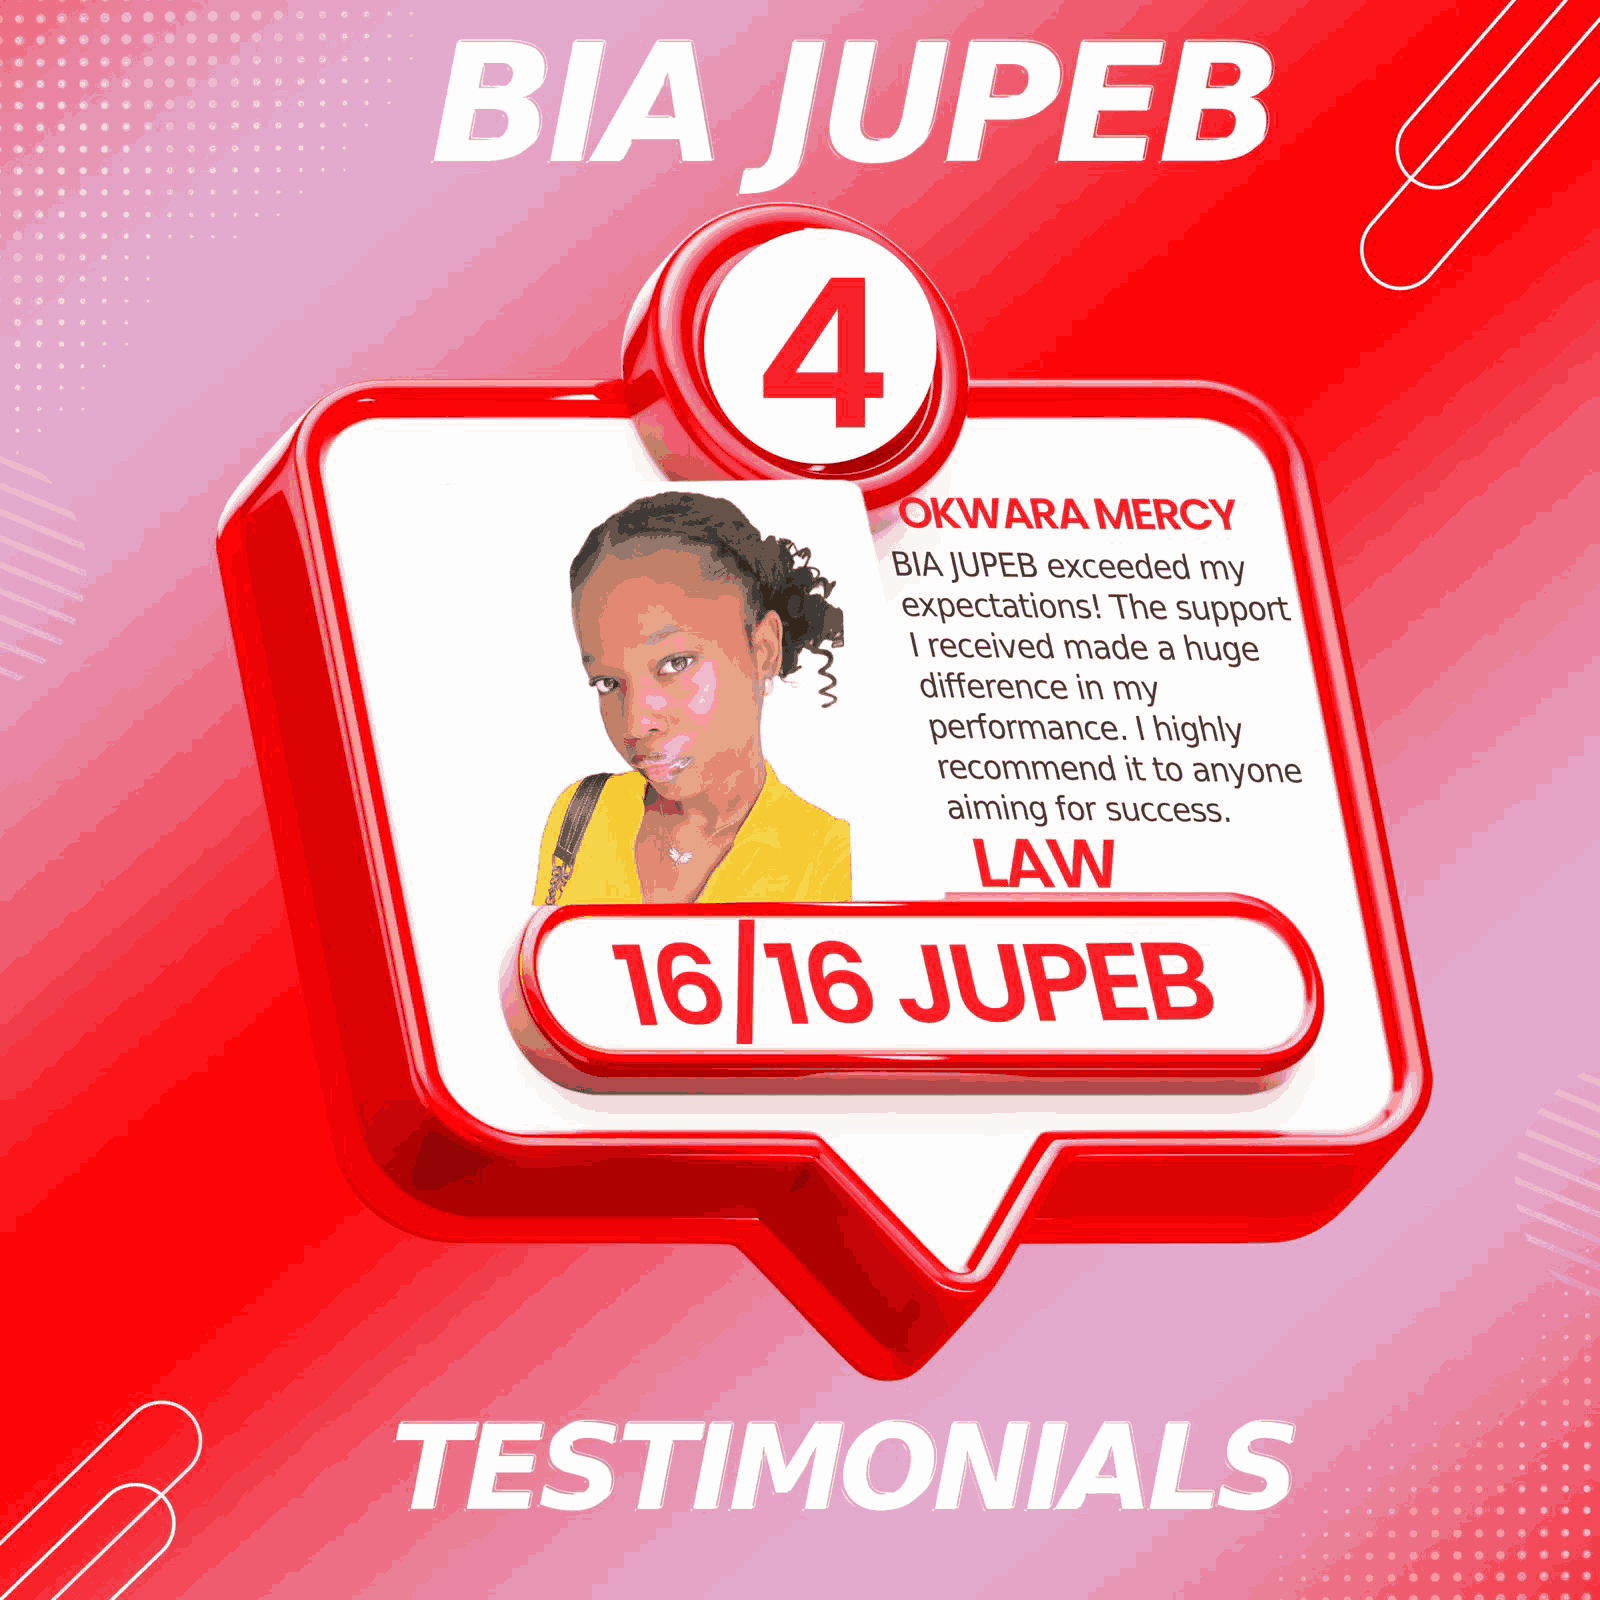 BIA JUPEB
4
OKWARA MERCY
BIA JUPEB exceeded my
expectations! The support
I received made a huge
difference in my
performance. I highly
recommend it to anyone
aiming for success.
LAW
16/16 JUPEB
TESTIMONIALS